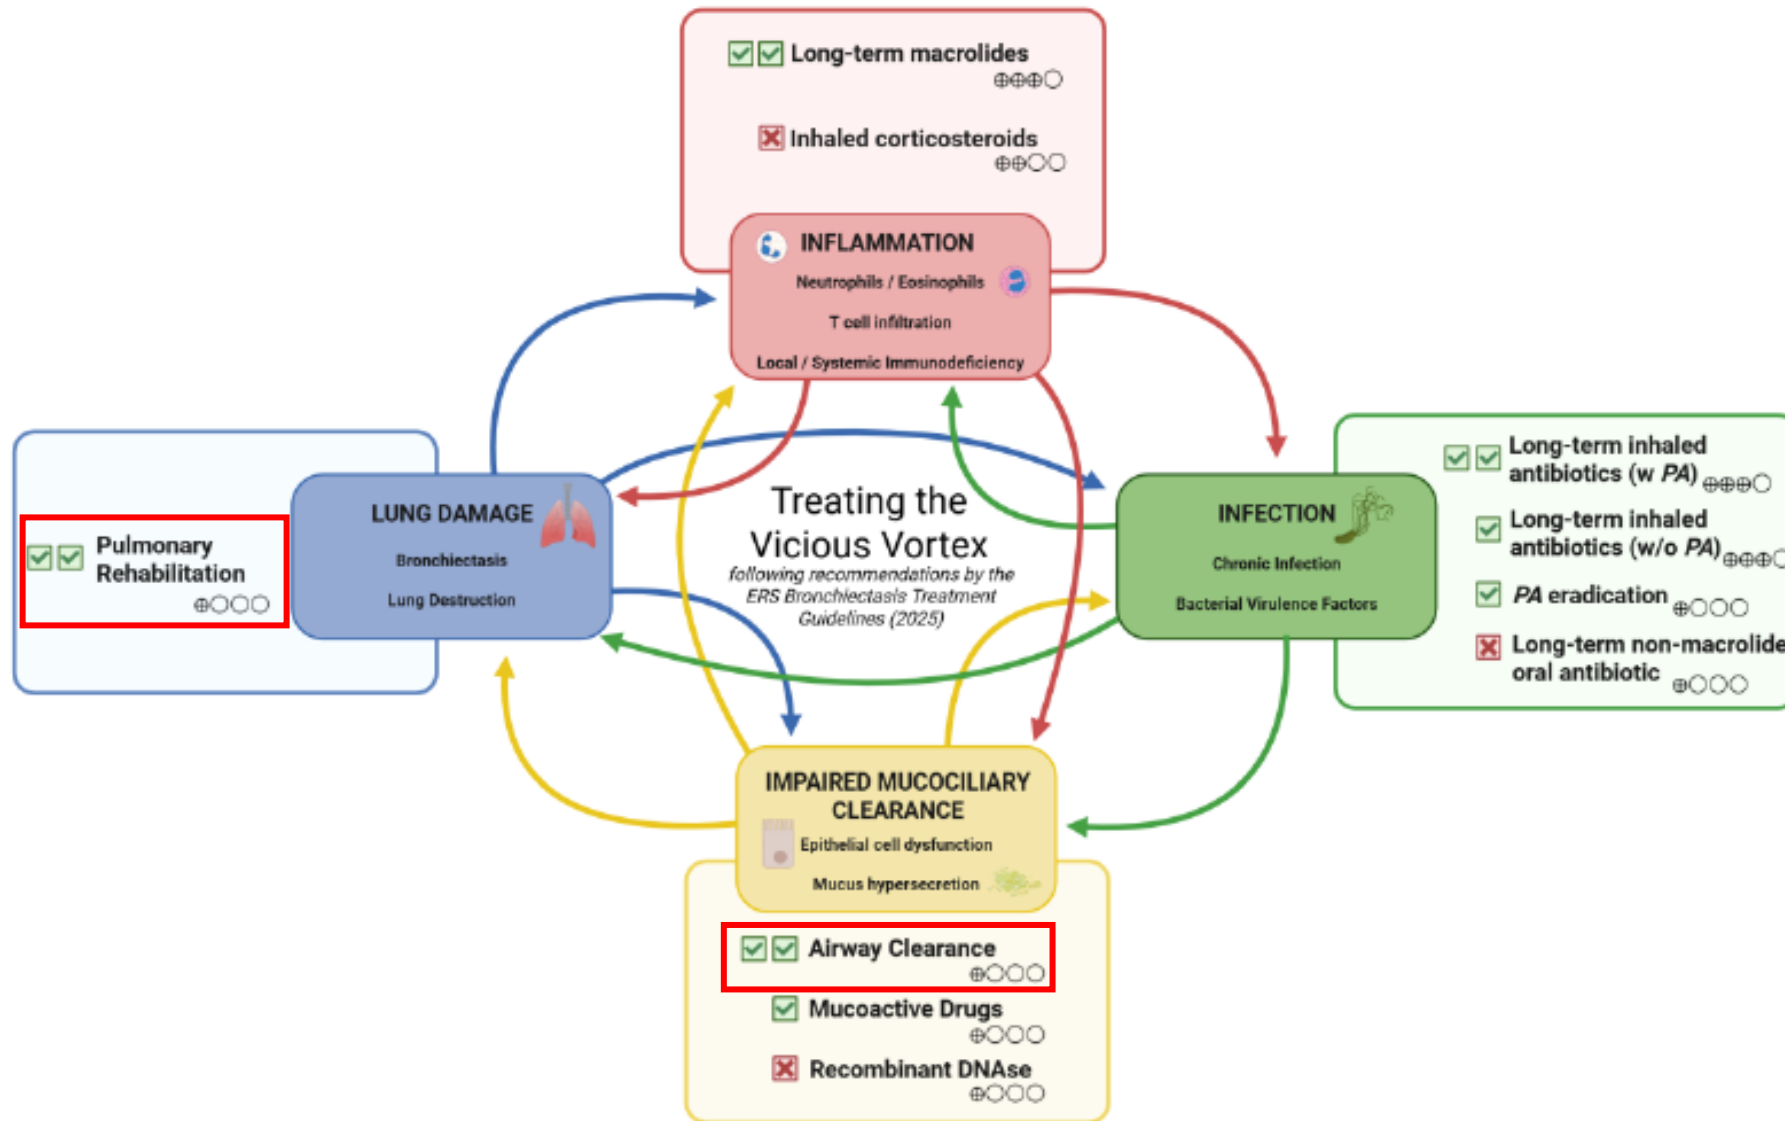 Long-term macrolides
⊕⊕⊕◯
Inhaled corticosteroids
⊕⊕◯◯
INFLAMMATION
Neutrophils / Eosinophils
T cell infiltration
Local / Systemic Immunodeficiency
Pulmonary
Rehabilitation
⊕◯◯◯
LUNG DAMAGE
Bronchiectasis
Lung Destruction
Treating the
Vicious Vortex
following recommendations by the
ERS Bronchiectasis Treatment
Guidelines (2025)
INFECTION
Chronic Infection
Bacterial Virulence Factors
Long-term inhaled
antibiotics (w PA) ⊕⊕⊕◯
Long-term inhaled
antibiotics (w/o PA) ⊕⊕⊕◯
PA eradication ⊕◯◯◯
Long-term non-macrolide
oral antibiotic ⊕◯◯◯
IMPAIRED MUCOCILIARY
CLEARANCE
Epithelial cell dysfunction
Mucus hypersecretion
Airway Clearance
⊕◯◯◯
Mucoactive Drugs
⊕◯◯◯
Recombinant DNAse
⊕◯◯◯